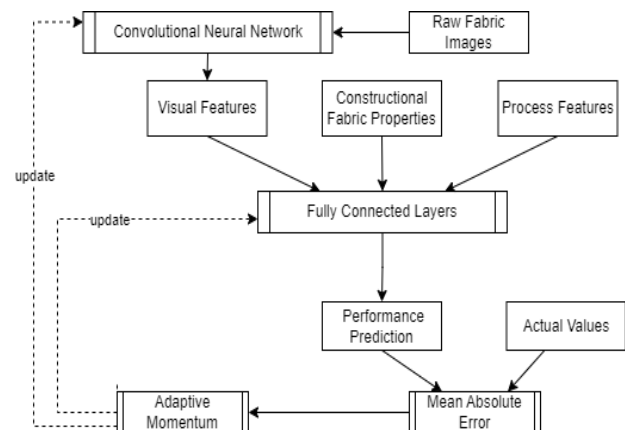 Convolutional Neural Network
Raw Fabric
Images
Visual Features
Constructional
Fabric Properties
Process Features
update
update
Fully Connected Layers
Performance
Prediction
Actual Values
Adaptive
Momentum
Mean Absolute
Error